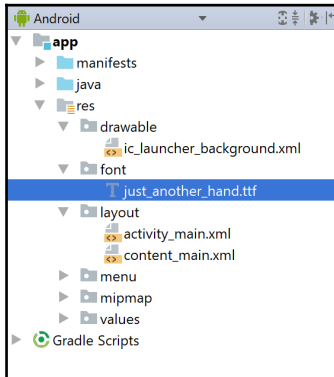 Android
app
manifests
java
res
drawable
ic_launcher_background.xml
font
just_another_hand.ttf
layout
activity_main.xml
content_main.xml
menu
mipmap
values
Gradle Scripts